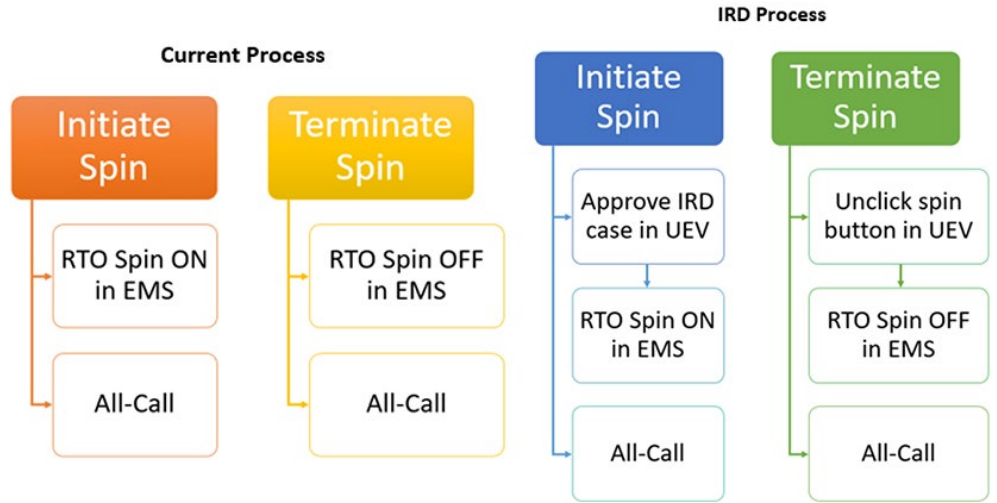 Current Process
Initiate
Spin
RTO Spin ON
in EMS
All-Call
Terminate
Spin
RTO Spin OFF
in EMS
All-Call
IRD Process
Initiate
Spin
Approve IRD
case in UEV
RTO Spin ON
in EMS
All-Call
Terminate
Spin
Unclick spin
button in UEV
RTO Spin OFF
in EMS
All-Call